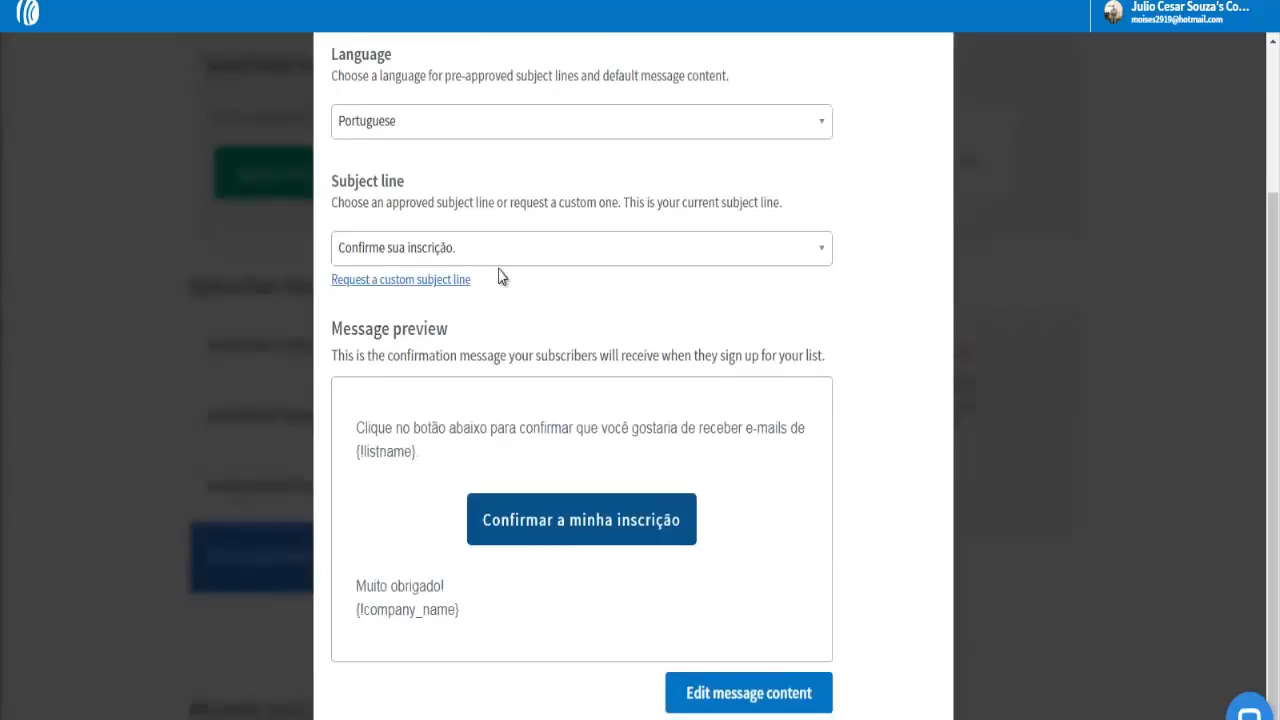 Julio Cesar Souza's Co...
moises2919@hotmail.com
Language
Choose a language for pre-approved subject lines and default message content.
Portuguese
Subject line
Choose an approved subject line or request a custom one. This is your current subject line.
Confirme sua inscrição.
Request a custom subject line
Message preview
This is the confirmation message your subscribers will receive when they sign up for your list.
Clique no botão abaixo para confirmar que você gostaria de receber e-mails de
{!listname}.
Confirmar a minha inscrição
Muito obrigado!
{!company_name}
Edit message content